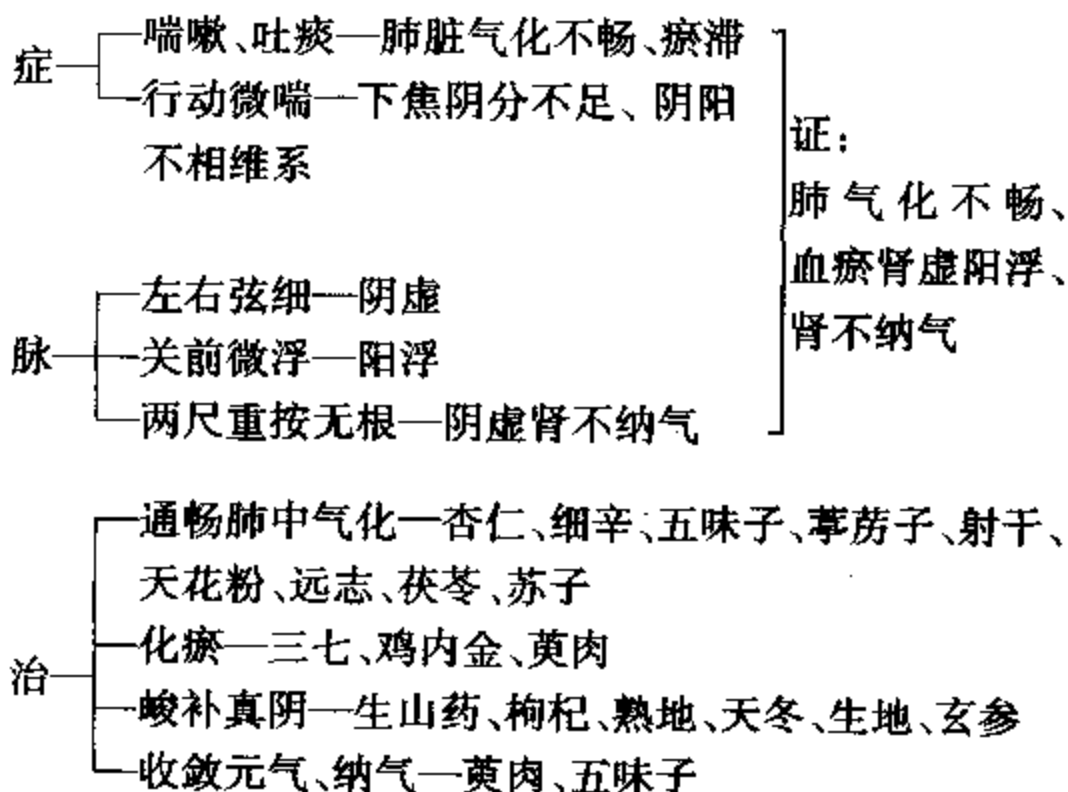 症
喘嗽、吐痰—肺脏气化不畅、瘀滞
行动微喘—下焦阴分不足、阴阳
不相维系
证：
肺气化不畅、
血瘀肾虚阳浮、
肾不纳气
脉
左右弦细—阴虚
关前微浮—阳浮
两尺重按无根—阴虚肾不纳气
治
通畅肺中气化—杏仁、细辛、五味子、葶苈子、射干、
天花粉、远志、茯苓、苏子
化瘀—三七、鸡内金、萸肉
峻补真阴—生山药、枸杞、熟地、天冬、生地、玄参
收敛元气、纳气—萸肉、五味子